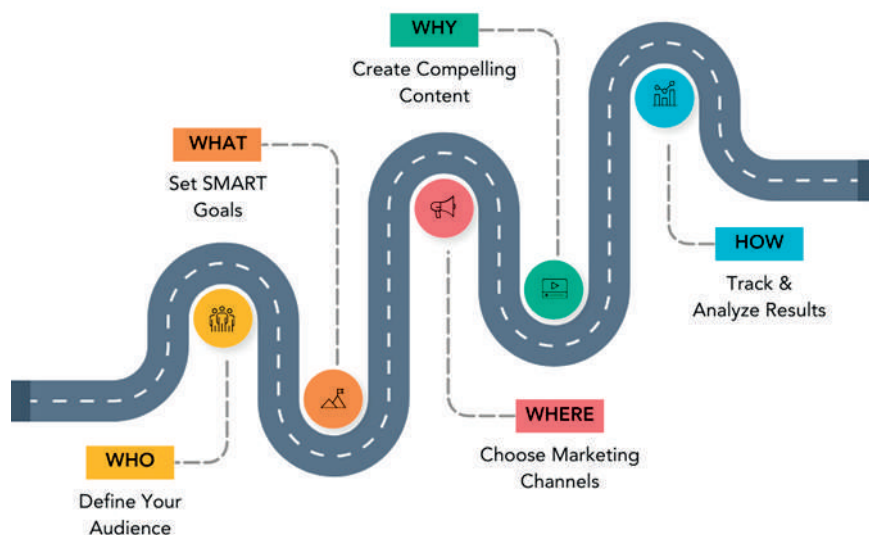 WHY
Create Compelling
Content
WHAT
Set SMART
Goals
HOW
Track &
Analyze Results
WHERE
Choose Marketing
Channels
WHO
Define Your
Audience